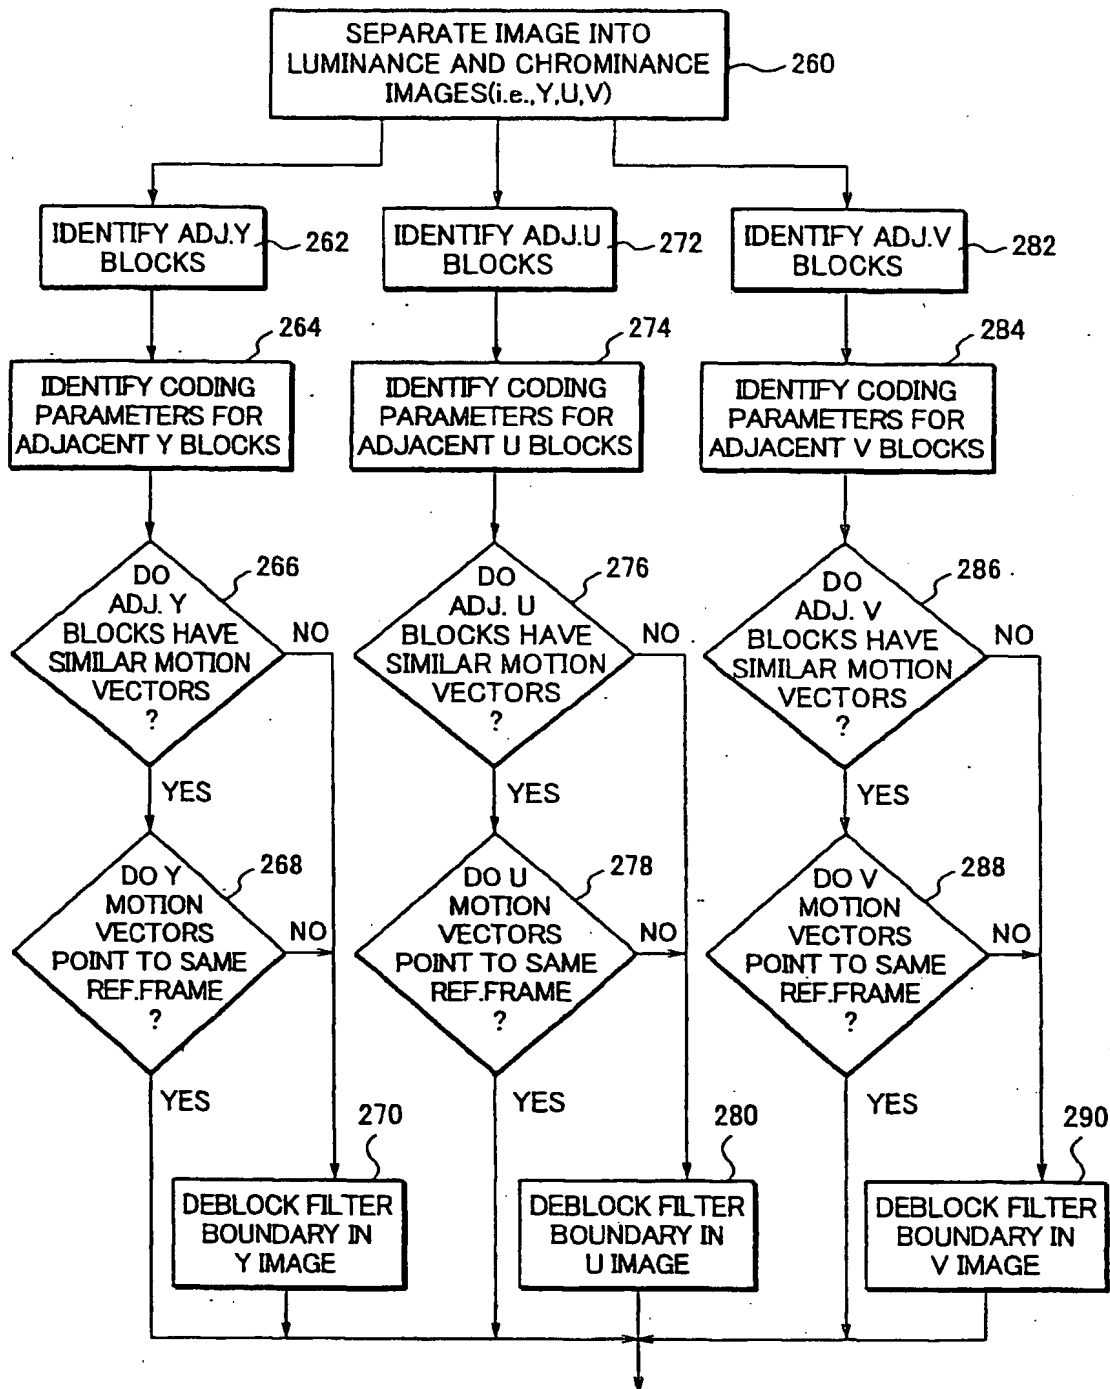 SEPARATE IMAGE INTO
LUMINANCE AND CHROMINANCE
IMAGES(i.e.,Y,U,V)
260
IDENTIFY ADJ.Y
BLOCKS
262
IDENTIFY ADJ.U
BLOCKS
272
IDENTIFY ADJ.V
BLOCKS
282
264
IDENTIFY CODING
PARAMETERS FOR
ADJACENT Y BLOCKS
274
IDENTIFY CODING
PARAMETERS FOR
ADJACENT U BLOCKS
284
IDENTIFY CODING
PARAMETERS FOR
ADJACENT V BLOCKS
DO
ADJ. Y
BLOCKS HAVE
SIMILAR MOTION
VECTORS
?
266
NO
YES
DO
ADJ. U
BLOCKS HAVE
SIMILAR MOTION
VECTORS
?
276
NO
YES
DO
ADJ. V
BLOCKS HAVE
SIMILAR MOTION
VECTORS
?
286
NO
YES
DO Y
MOTION
VECTORS
POINT TO SAME
REF.FRAME
?
268
NO
YES
DO U
MOTION
VECTORS
POINT TO SAME
REF.FRAME
?
278
NO
YES
DO V
MOTION
VECTORS
POINT TO SAME
REF.FRAME
?
288
NO
YES
270
DEBLOCK FILTER
BOUNDARY IN
Y IMAGE
280
DEBLOCK FILTER
BOUNDARY IN
U IMAGE
290
DEBLOCK FILTER
BOUNDARY IN
V IMAGE